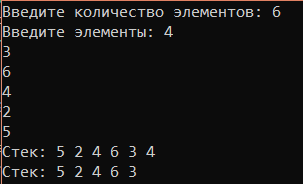 Введите количество элементов: 6
Введите элементы: 4
3
6
4
2
5
Стек: 5 2 4 6 3 4
Стек: 5 2 4 6 3